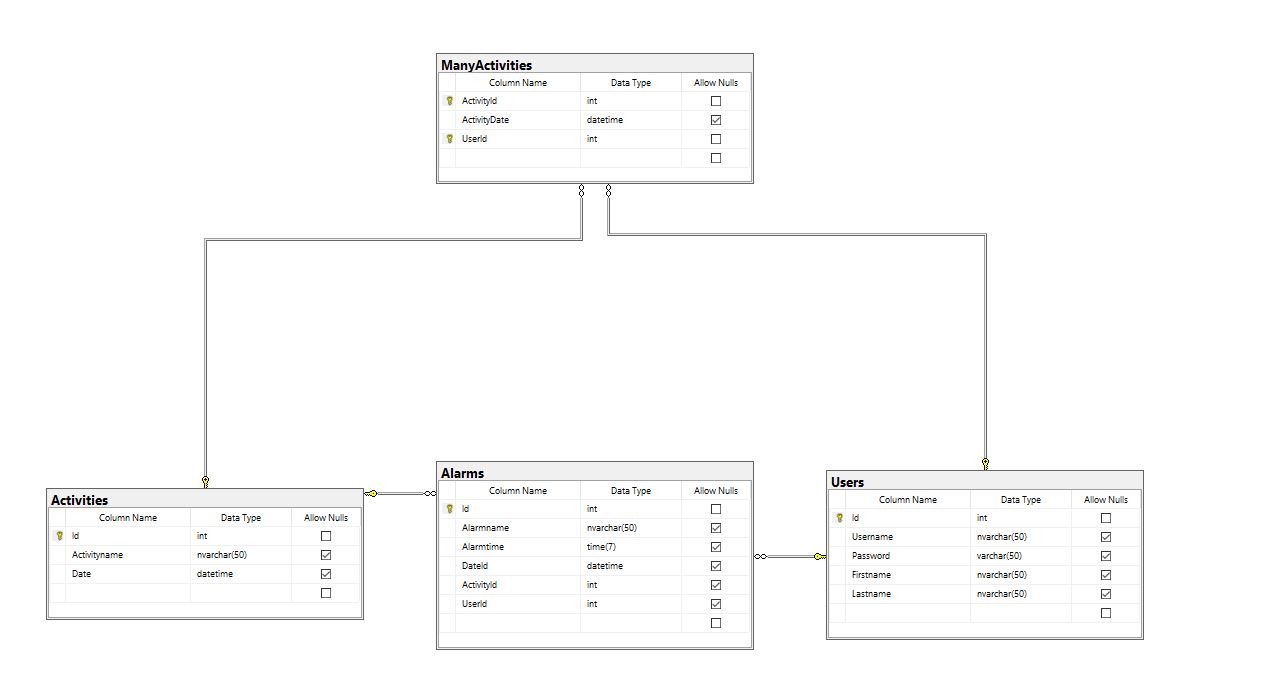 ManyActivities
Column Name Data Type Allow Nulls
ActivityId int
ActivityDate datetime
UserId int
Activities
Column Name Data Type Allow Nulls
Id int
Activityname nvarchar(50)
Date datetime
Alarms
Column Name Data Type Allow Nulls
Id int
Alarmname nvarchar(50)
Alarmtime time(7)
DateId datetime
ActivityId int
UserId int
Users
Column Name Data Type Allow Nulls
Id int
Username nvarchar(50)
Password varchar(50)
Firstname nvarchar(50)
Lastname nvarchar(50)